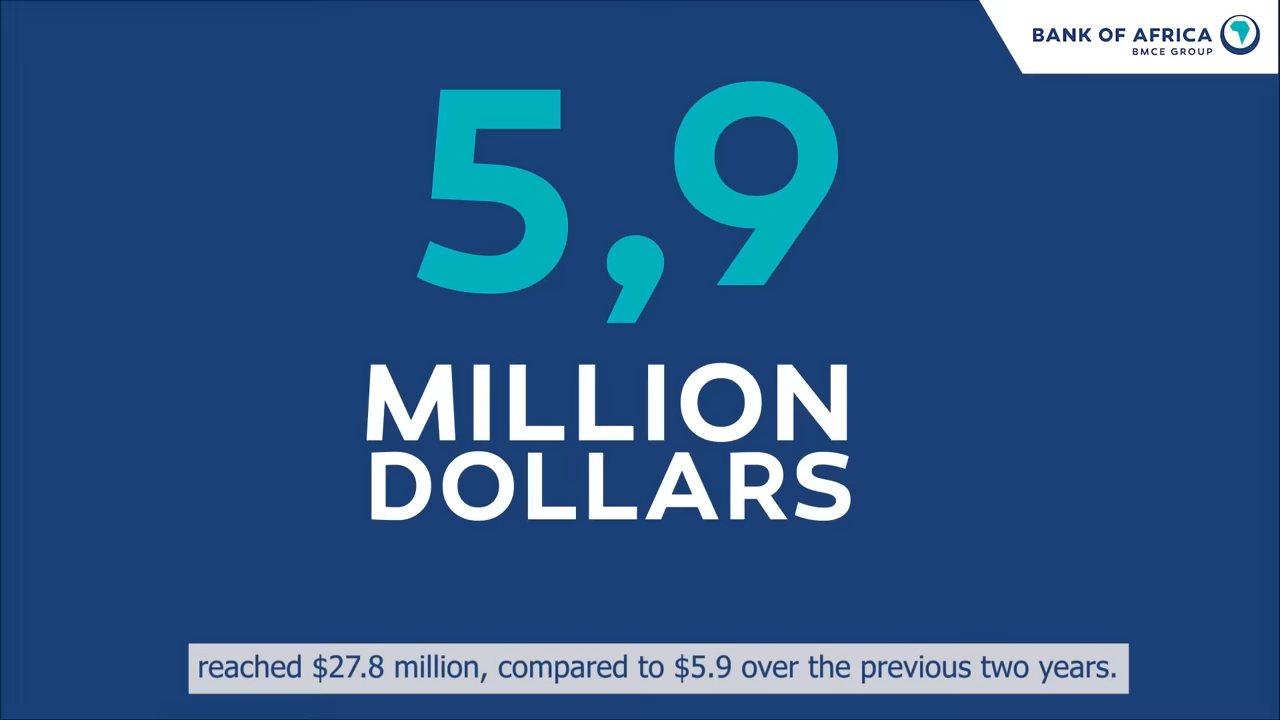 BANK OF AFRICA
BMCE GROUP
5,9
MILLION
DOLLARS
reached $27.8 million, compared to $5.9 over the previous two years.